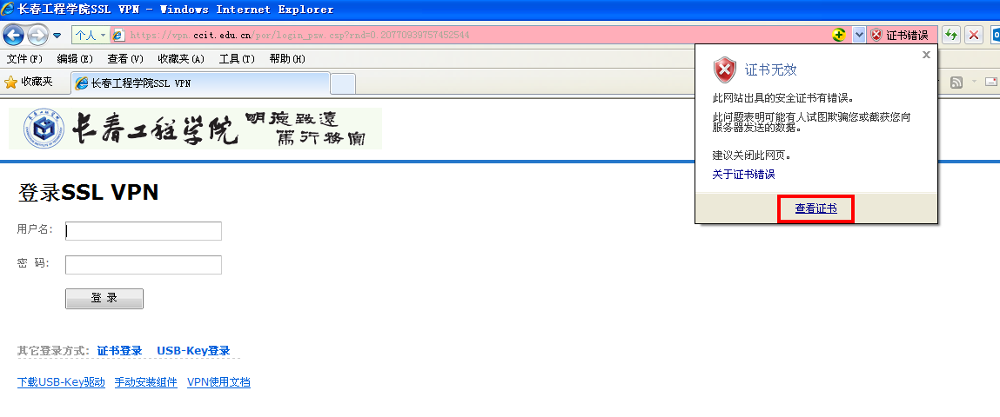 长春工程学院SSL VPN - Windows Internet Explorer
个人 https://vpn.ccit.edu.cn/por/login_psw.csp?rnd=0.20770939757452544 证书错误
文件(F) 编辑(E) 查看(V) 收藏夹(A) 工具(T) 帮助(H)
收藏夹 长春工程学院SSL VPN
长春工程学院 明德致远
笃行务实
登录SSL VPN
用户名:
密 码:
登 录
其它登录方式: 证书登录 USB-Key登录
下载USB-Key驱动 手动安装组件 VPN使用文档
x
证书无效
此网站出具的安全证书有错误。
此问题表明可能有人试图欺骗您或截获您向
服务器发送的数据。
建议关闭此网页。
关于证书错误
查看证书